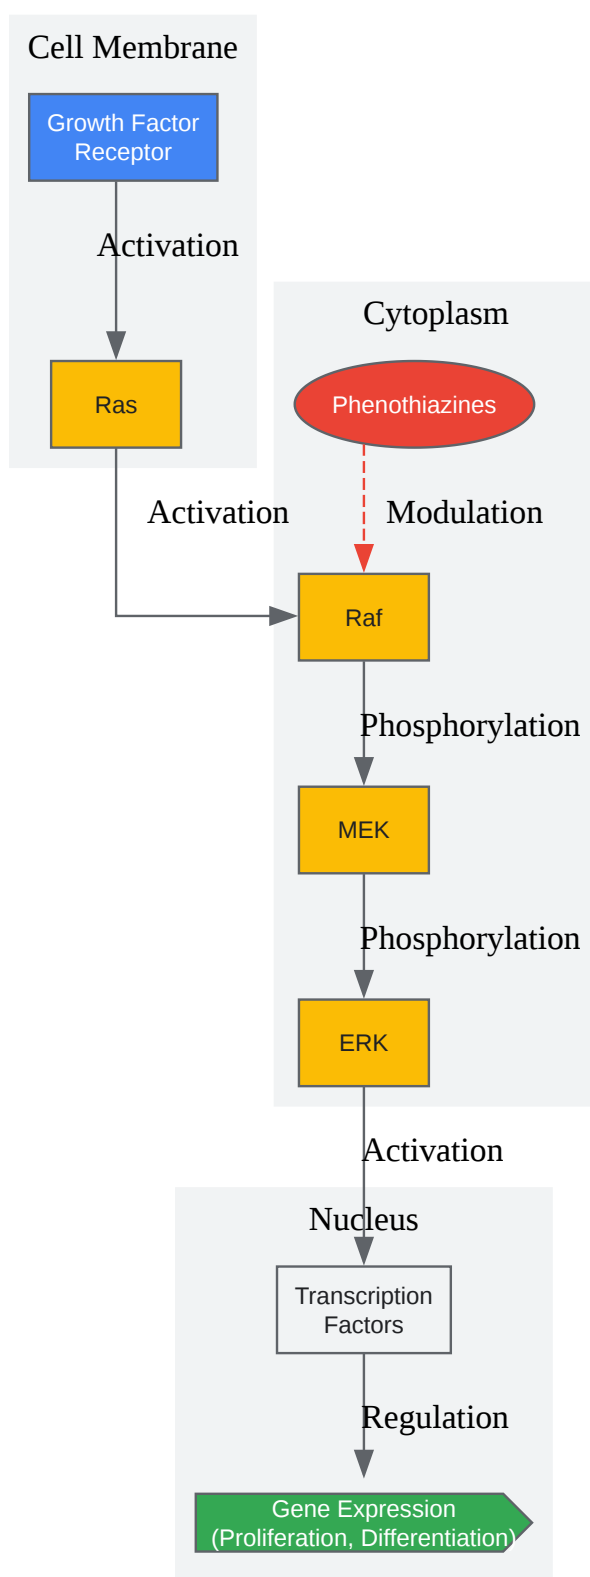 Cell Membrane
Growth Factor
Receptor
Activation
Cytoplasm
Ras
Phenothiazines
Activation
Modulation
Raf
Phosphorylation
MEK
Phosphorylation
ERK
Activation
Nucleus
Transcription
Factors
Regulation
Gene Expression
(Proliferation, Differentiation)